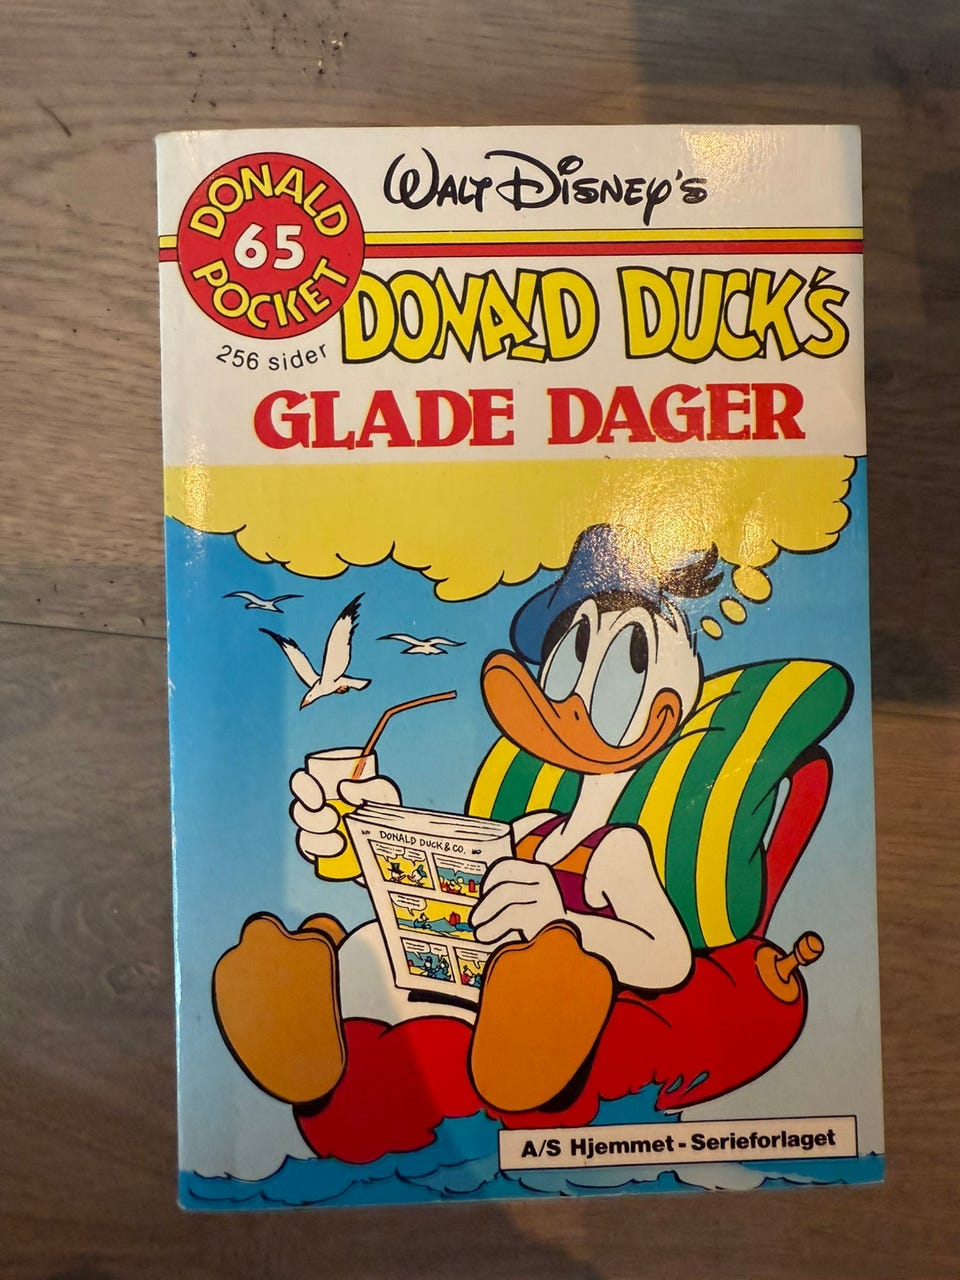 WALT DISNEY'S
DONALD
65
POCKET
256 sider
DONALD DUCK'S
GLADE DAGER
DONALD DUCK & CO.
A/S Hjemmet - Serieforlaget